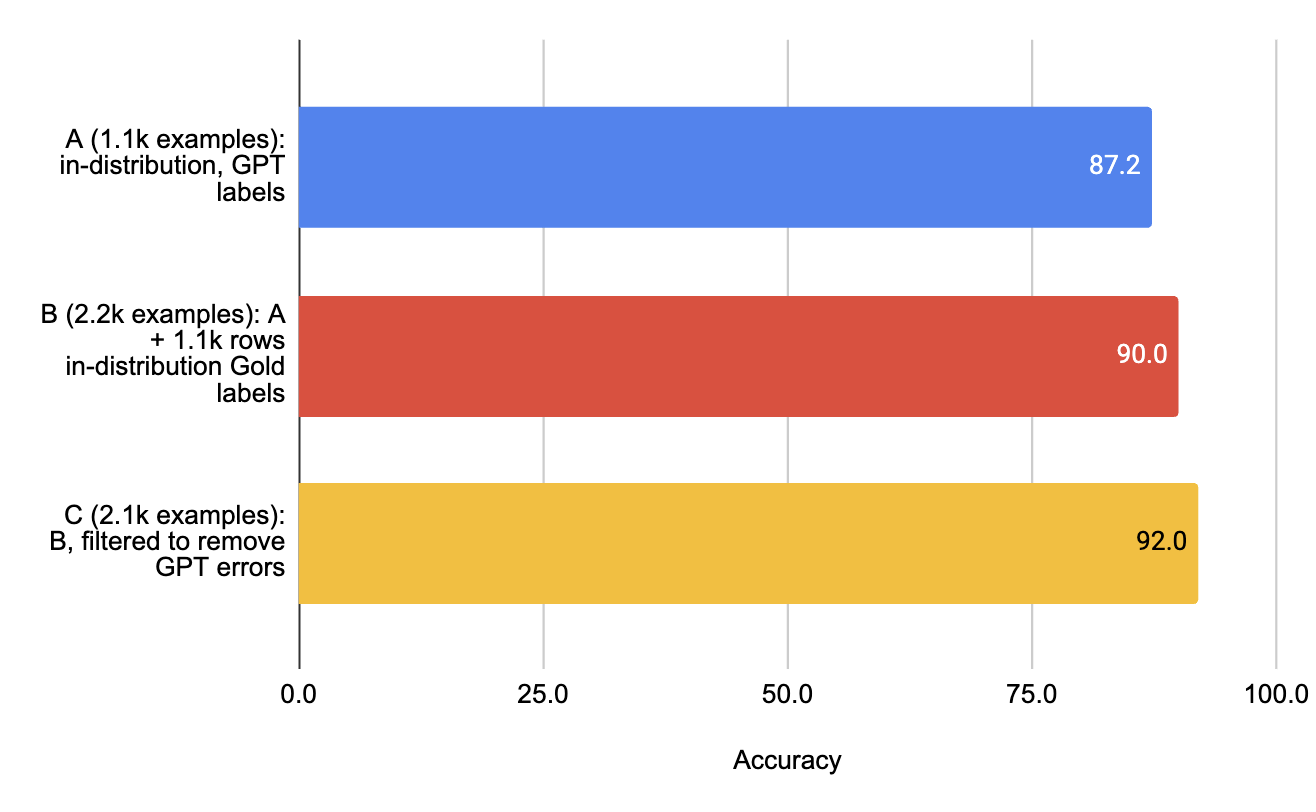 A (1.1k examples):
in-distribution, GPT
labels
87.2
B (2.2k examples): A
+ 1.1k rows
in-distribution Gold
labels
90.0
C (2.1k examples):
B, filtered to remove
GPT errors
92.0
0.0 25.0 50.0 75.0 100.0
Accuracy